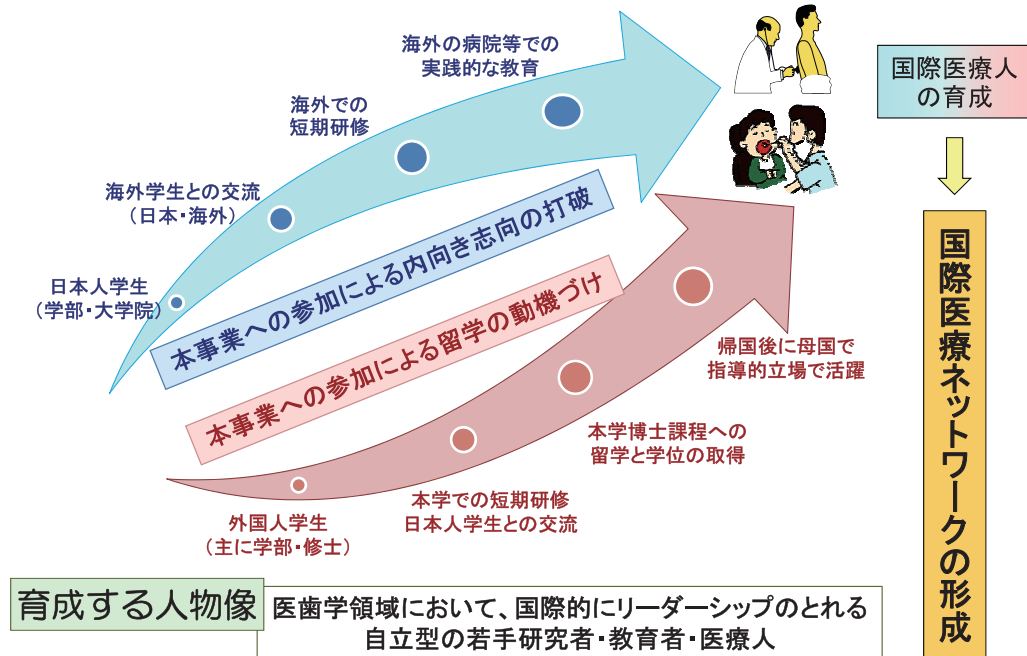 海外の病院等での
実践的な教育
海外での
短期研修
海外学生との交流
（日本・海外）
日本人学生
（学部・大学院）
本事業への参加による内向き志向の打破
本事業への参加による留学の動機づけ
外国人学生
（主に学部・修士）
本学での短期研修
日本人学生との交流
本学博士課程への
留学と学位の取得
帰国後に母国で
指導的立場で活躍
国際医療人
の育成
国際医療ネットワークの形成
育成する人物像
医歯学領域において、国際的にリーダーシップのとれる
自立型の若手研究者・教育者・医療人